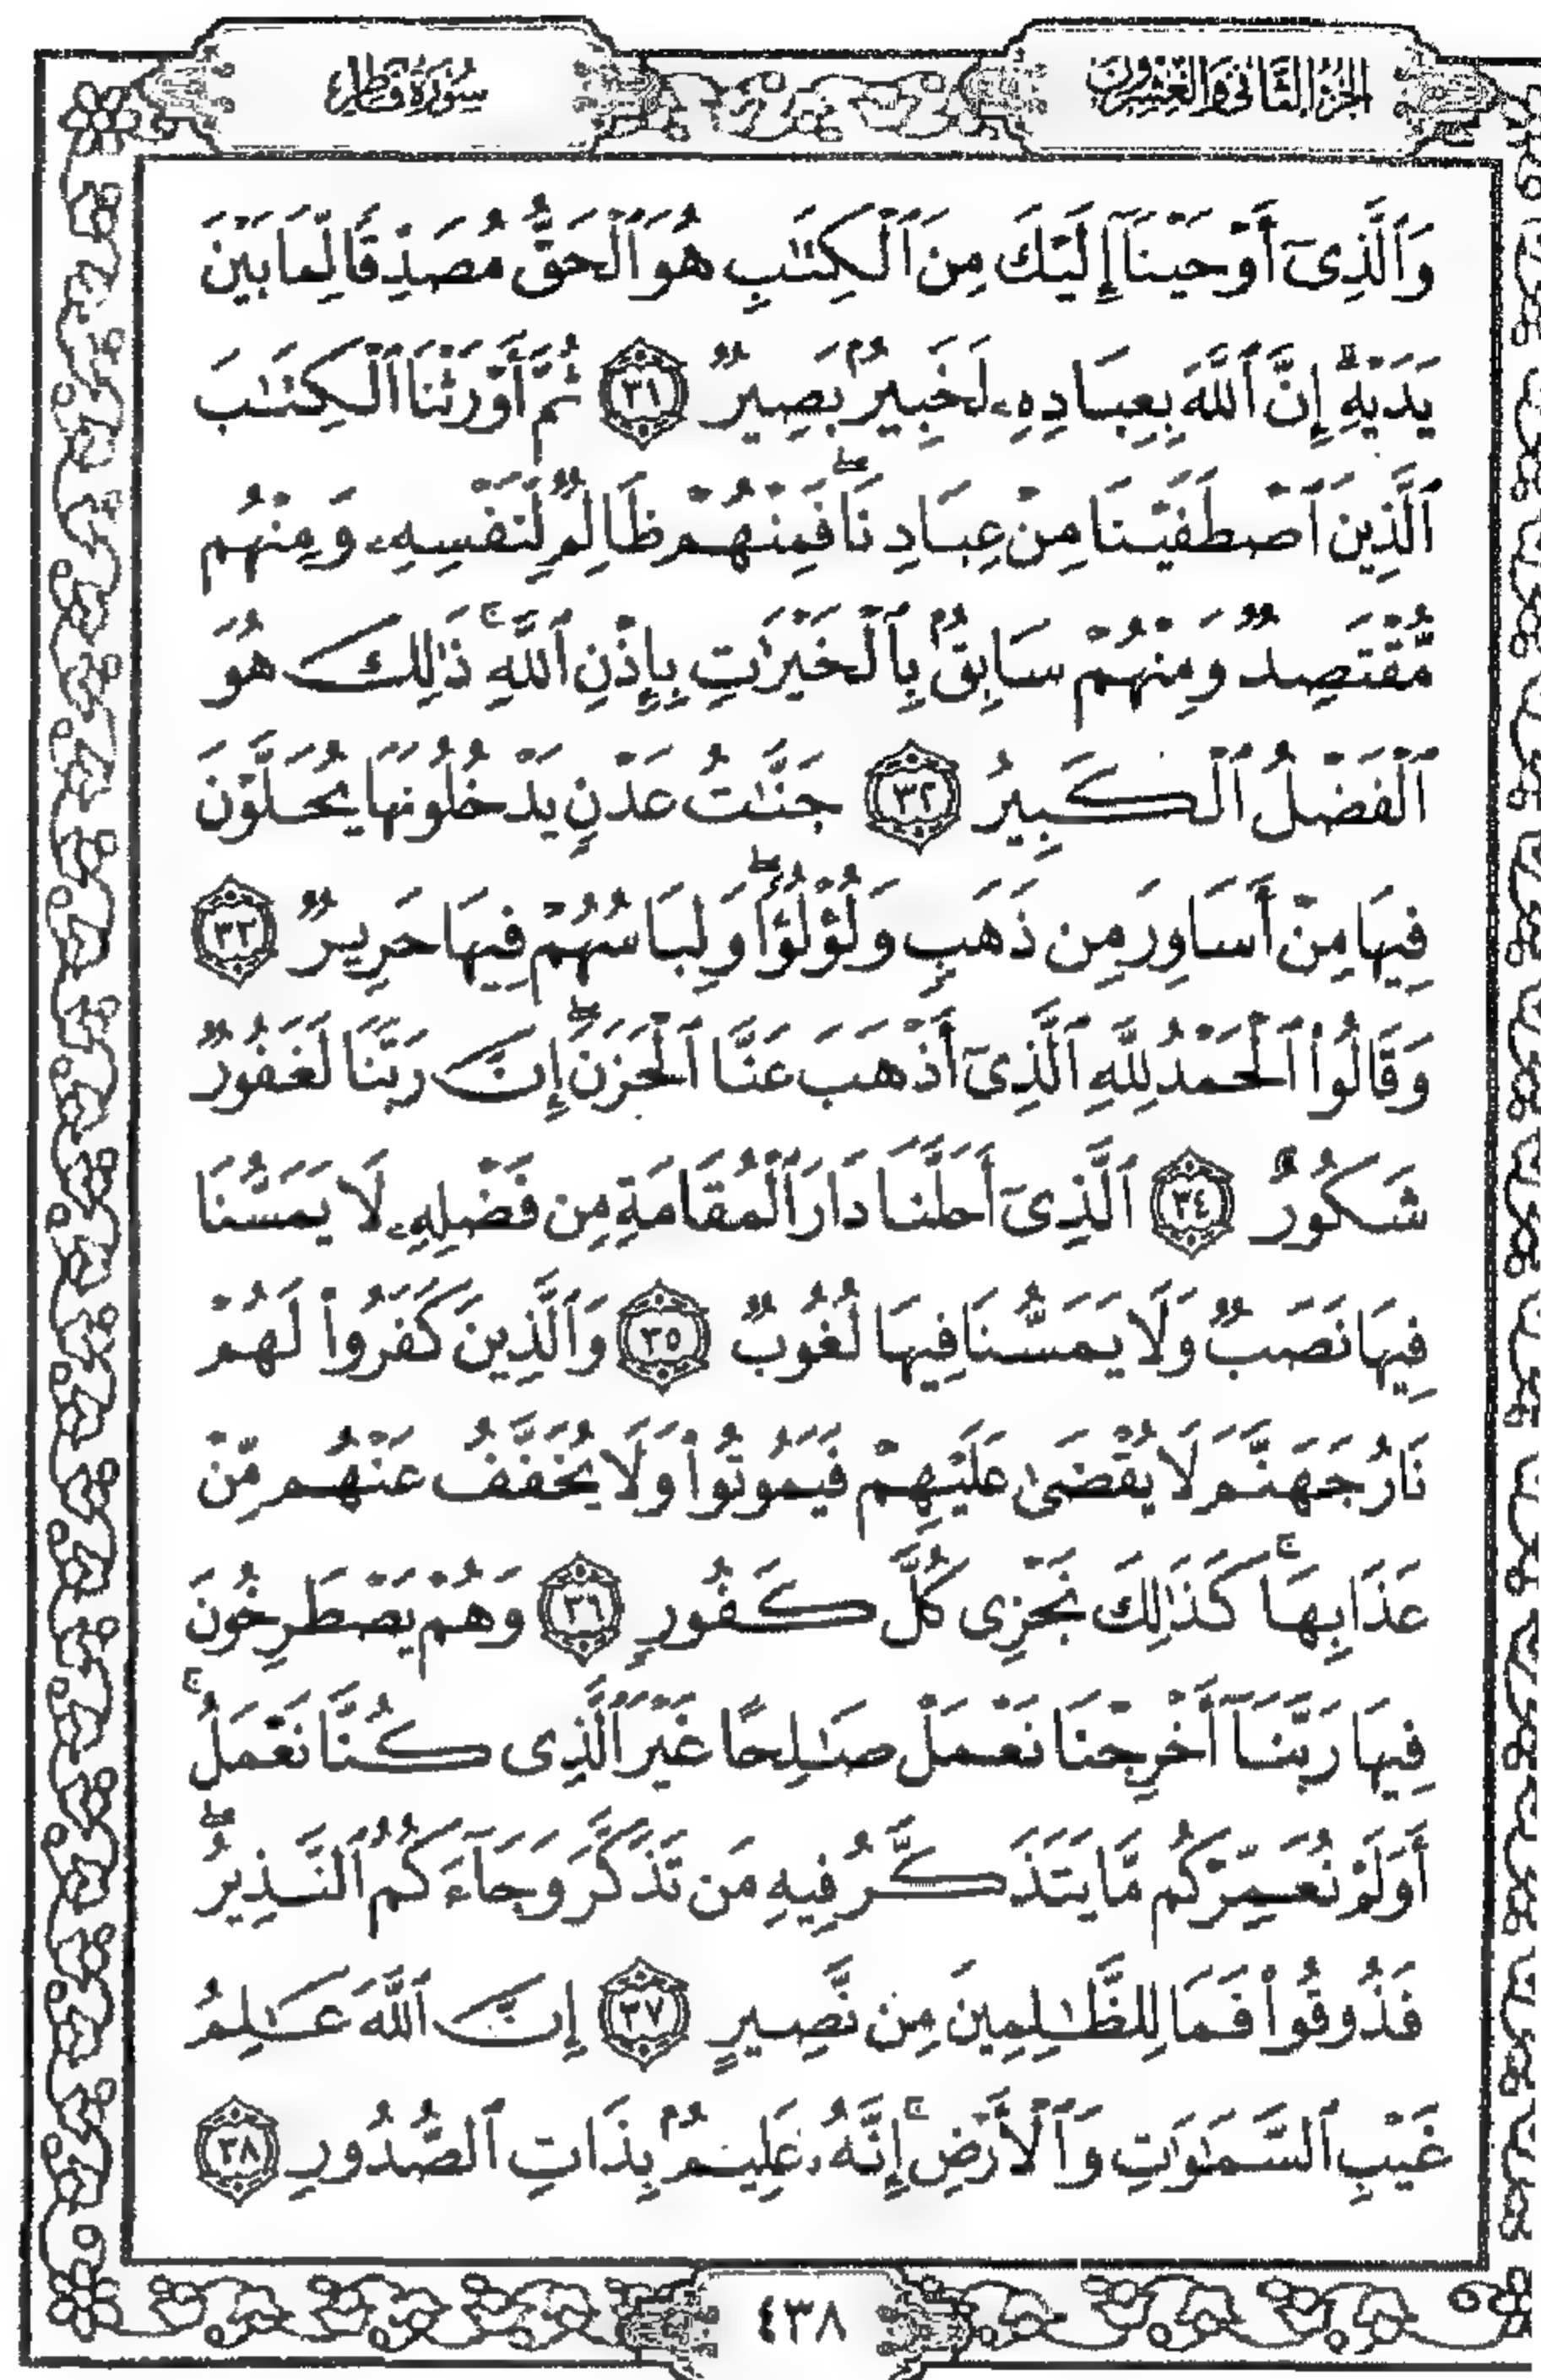 الجزء الثاني والعشرون
سورة فاطر
وَٱلَّذِىٓ أَوۡحَيۡنَآ إِلَيۡكَ مِنَ ٱلۡكِتَٰبِ هُوَ ٱلۡحَقُّ مُصَدِّقًا لِّمَا بَيۡنَ
يَدَيۡهِۗ إِنَّ ٱللَّهَ بِعِبَادِهِۦ لَخَبِيرُۢ بَصِيرٌ ٣١ ثُمَّ أَوۡرَثۡنَا ٱلۡكِتَٰبَ
ٱلَّذِينَ ٱصۡطَفَيۡنَا مِنۡ عِبَادِنَاۖ فَمِنۡهُمۡ ظَالِمٌ لِّنَفۡسِهِۦ وَمِنۡهُم
مُّقۡتَصِدٌ وَمِنۡهُمۡ سَابِقُۢ بِٱلۡخَيۡرَٰتِ بِإِذۡنِ ٱللَّهِۚ ذَٰلِكَ هُوَ
ٱلۡفَضۡلُ ٱلۡكَبِيرُ ٣٢ جَنَّٰتُ عَدۡنٍ يَدۡخُلُونَهَا يُحَلَّوۡنَ
فِيهَا مِنۡ أَسَاوِرَ مِن ذَهَبٍ وَلُؤۡلُؤًاۖ وَلِبَاسُهُمۡ فِيهَا حَرِيرٌ ٣٣
وَقَالُواْ ٱلۡحَمۡدُ لِلَّهِ ٱلَّذِىٓ أَذۡهَبَ عَنَّا ٱلۡحَزَنَۖ إِنَّ رَبَّنَا لَغَفُورٌ
شَكُورٌ ٣٤ ٱلَّذِىٓ أَحَلَّنَا دَارَ ٱلۡمُقَامَةِ مِن فَضۡلِهِۦ لَا يَمَسُّنَا
فِيهَا نَصَبٌ وَلَا يَمَسُّنَا فِيهَا لُغُوبٌ ٣٥ وَٱلَّذِينَ كَفَرُواْ لَهُمۡ
نَارُ جَهَنَّمَ لَا يُقۡضَىٰ عَلَيۡهِمۡ فَيَمُوتُواْ وَلَا يُخَفَّفُ عَنۡهُم مِّنۡ
عَذَابِهَاۚ كَذَٰلِكَ نَجۡزِى كُلَّ كَفُورٍ ٣٦ وَهُمۡ يَصۡطَرِخُونَ
فِيهَا رَبَّنَآ أَخۡرِجۡنَا نَعۡمَلۡ صَٰلِحًا غَيۡرَ ٱلَّذِى كُنَّا نَعۡمَلُۚ
أَوَلَمۡ نُعَمِّرۡكُم مَّا يَتَذَكَّرُ فِيهِ مَن تَذَكَّرَ وَجَآءَكُمُ ٱلنَّذِيرُۖ
فَذُوقُواْ فَمَا لِلظَّٰلِمِينَ مِن نَّصِيرٍ ٣٧ إِنَّ ٱللَّهَ عَٰلِمُ
غَيۡبِ ٱلسَّمَٰوَٰتِ وَٱلۡأَرۡضِۚ إِنَّهُۥ عَلِيمُۢ بِذَاتِ ٱلصُّدُورِ ٣٨
٤٣٨